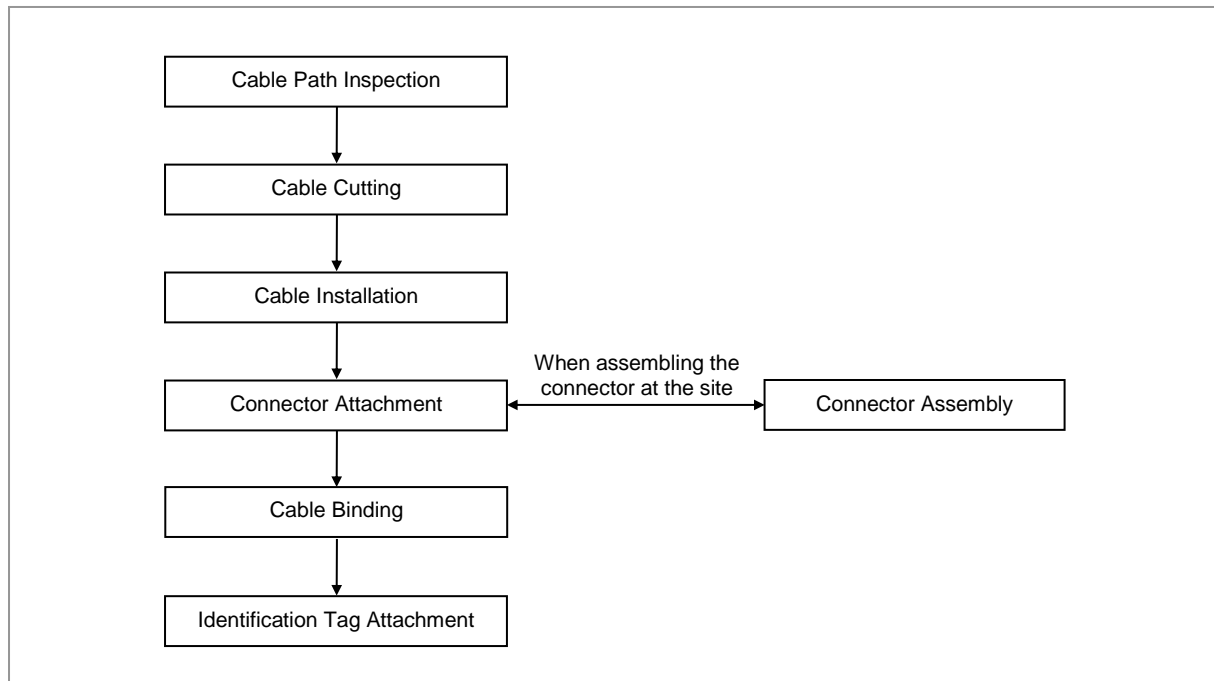 Cable Path Inspection
Cable Cutting
Cable Installation
When assembling the
connector at the site
Connector Attachment
Connector Assembly
Cable Binding
Identification Tag Attachment